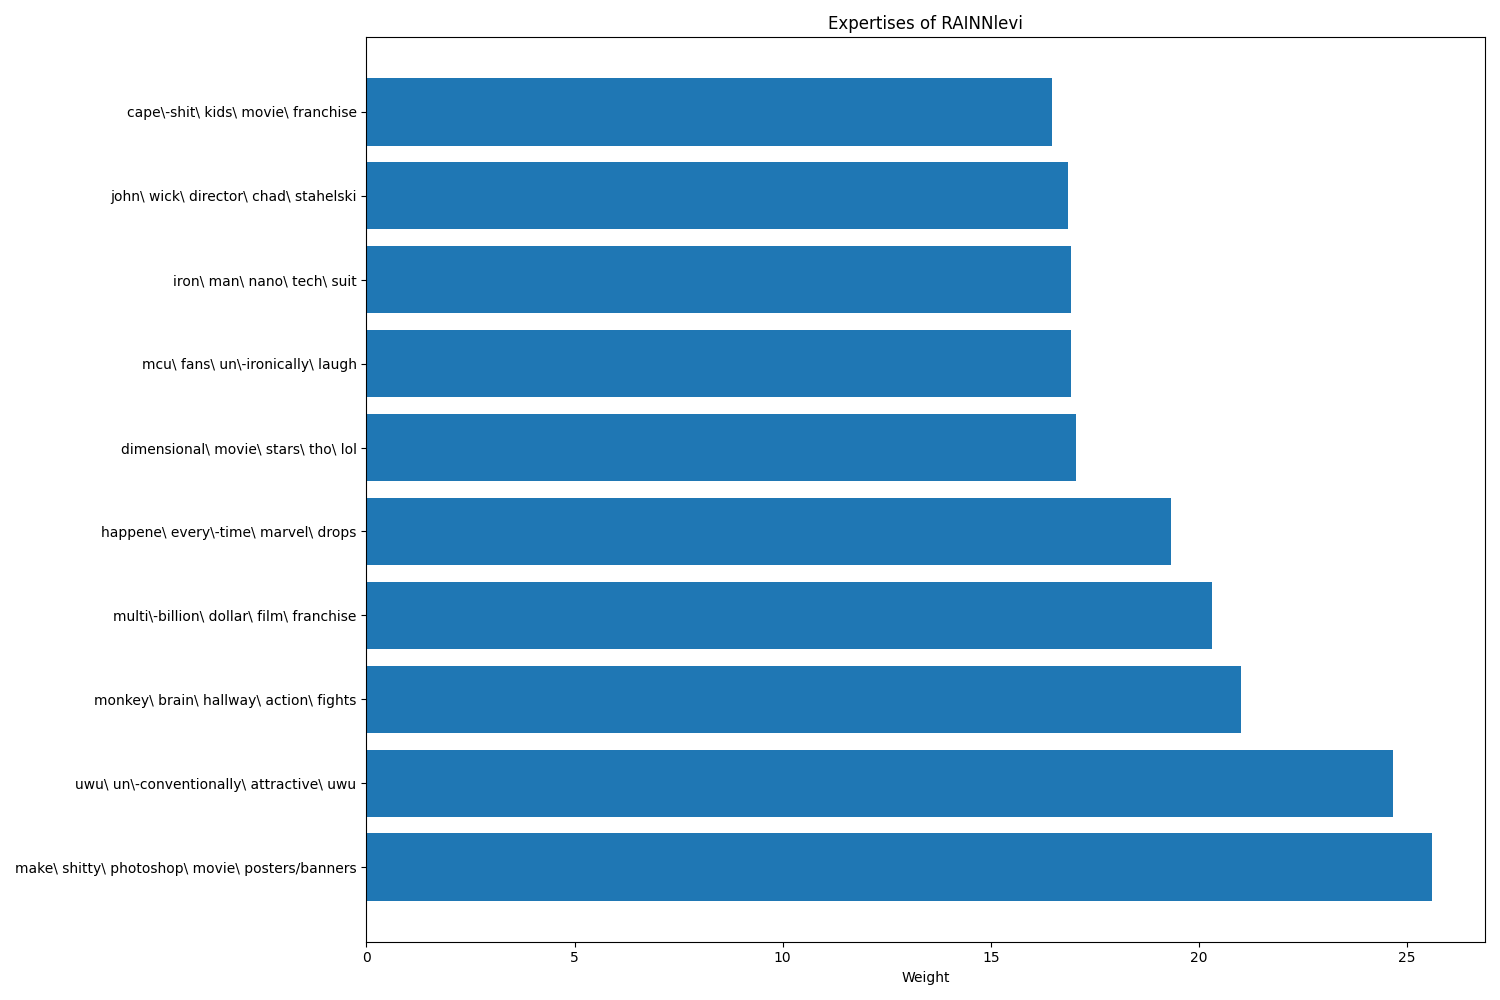 Expertises of RAINNlevi
cape\-shit\ kids\ movie\ franchise
john\ wick\ director\ chad\ stahelski
iron\ man\ nano\ tech\ suit
mcu\ fans\ un\-ironically\ laugh
dimensional\ movie\ stars\ tho\ lol
happene\ every\-time\ marvel\ drops
multi\-billion\ dollar\ film\ franchise
monkey\ brain\ hallway\ action\ fights
uwu\ un\-conventionally\ attractive\ uwu
make\ shitty\ photoshop\ movie\ posters/banners
0 5 10 15 20 25
Weight